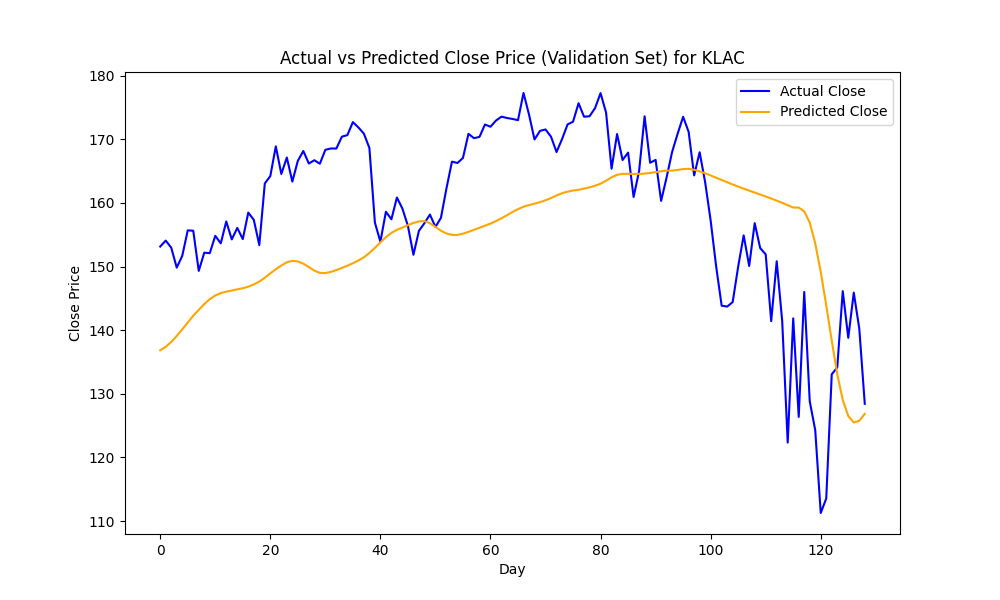 Actual vs Predicted Close Price (Validation Set) for KLAC
Actual Close
Predicted Close
Close Price
180
170
160
150
140
130
120
110
0 20 40 60 80 100 120
Day